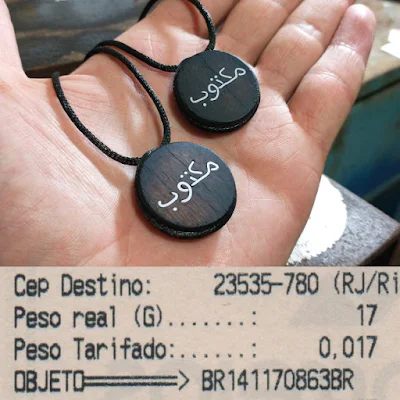 مكتوب
مكتوب
Cep Destino: 23535-780 (RJ/Ri
Peso real (G).......: 17
Peso Tarifado:......: 0,017
OBJETO==========> BR141170863BR